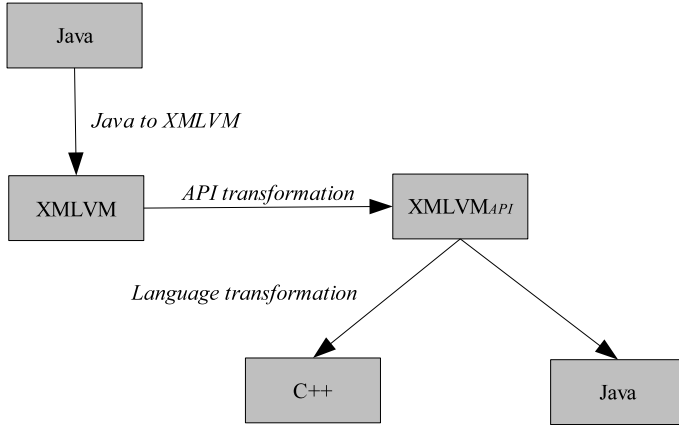 Java
Java to XMLVM
XMLVM
API transformation
XMLVMAPI
Language transformation
C++
Java